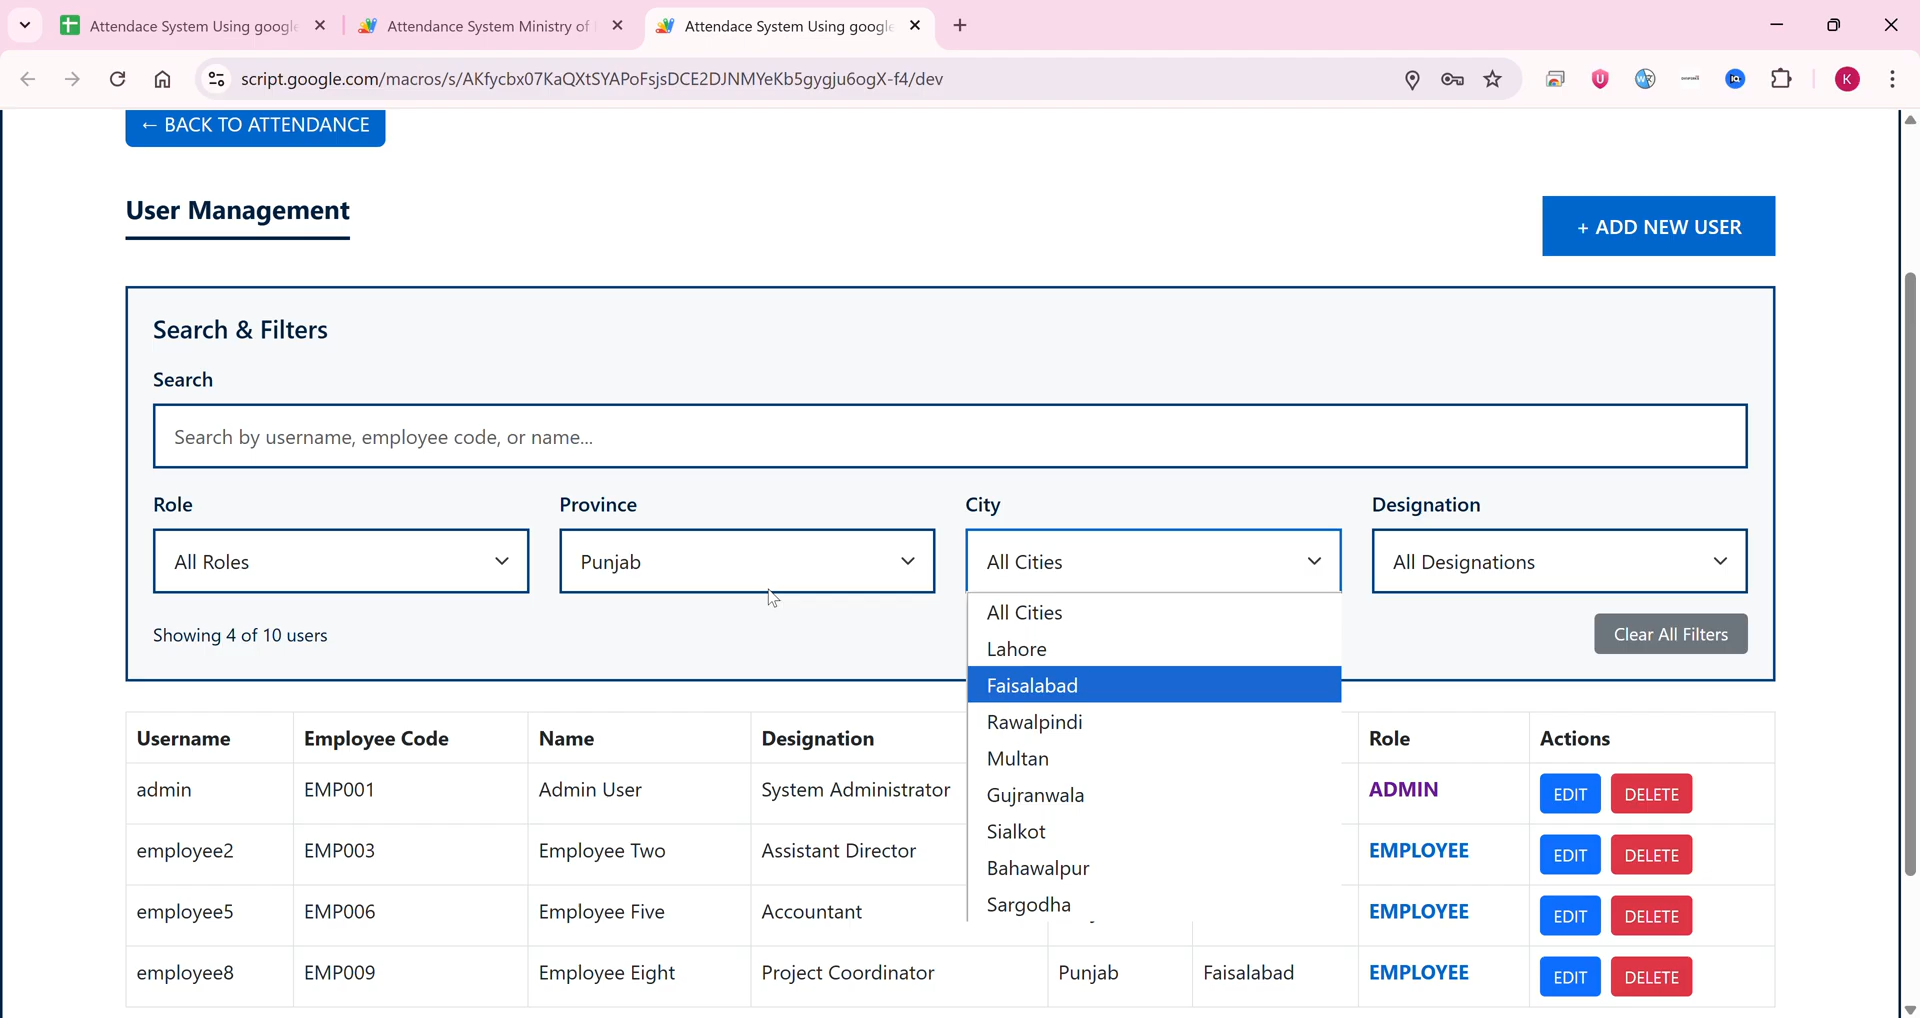 Attendace System Using googl
Attendance System Ministry of
Attendace System Using google
script.google.com/macros/s/AKfycbx07KaQXtSYAPoFsjsDCE2DJNMYeKb5gygju6ogX-f4/dev
K
← BACK TO ATTENDANCE
User Management
+ ADD NEW USER
Search & Filters
Search
Search by username, employee code, or name...
Role Province City Designation
All Roles Punjab All Cities All Designations
Showing 4 of 10 users
Clear All Filters
All Cities
Lahore
Faisalabad
Rawalpindi
Multan
Gujranwala
Sialkot
Bahawalpur
Sargodha
Username Employee Code Name Designation Role Actions
admin EMP001 Admin User System Administrator ADMIN EDIT DELETE
employee2 EMP003 Employee Two Assistant Director EMPLOYEE EDIT DELETE
employee5 EMP006 Employee Five Accountant EMPLOYEE EDIT DELETE
employee8 EMP009 Employee Eight Project Coordinator Punjab Faisalabad EMPLOYEE EDIT DELETE